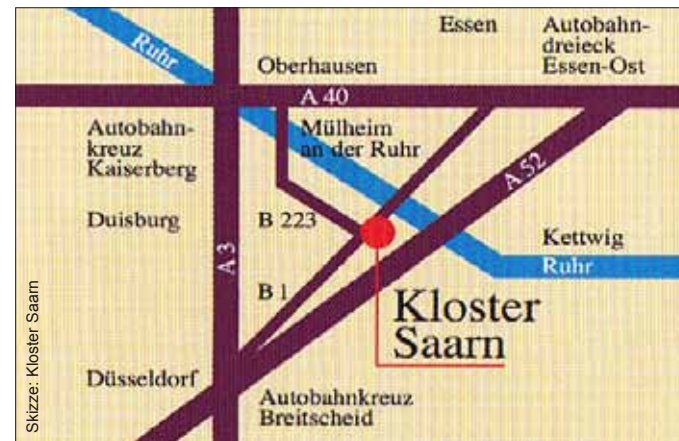 Essen
Autobahn-
dreieck
Essen-Ost
Ruhr
Oberhausen
A 40
Autobahn-
kreuz
Kaiserberg
Mülheim
an der Ruhr
A 52
Duisburg
B 223
Kettwig
Ruhr
A 3
B 1
Kloster
Saarn
Düsseldorf
Autobahnkreuz
Breitscheid
Skizze: Kloster Saarn